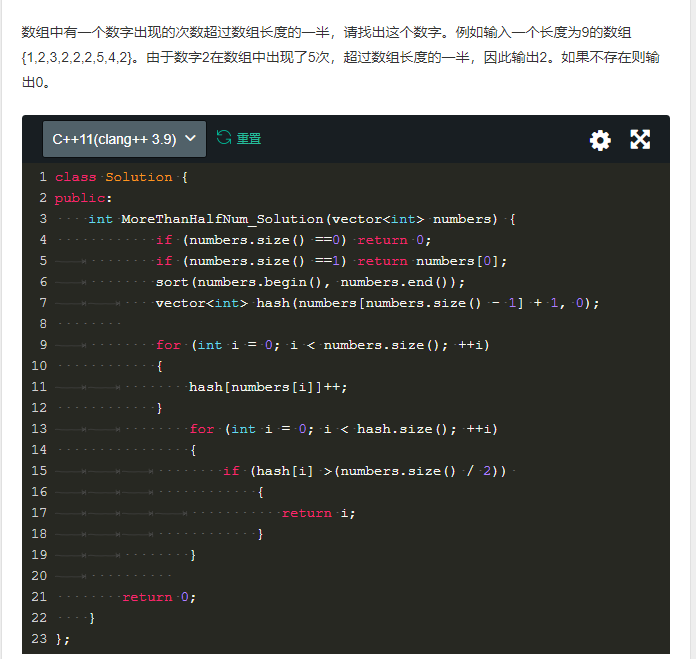 数组中有一个数字出现的次数超过数组长度的一半，请找出这个数字。例如输入一个长度为9的数组
{1,2,3,2,2,2,5,4,2}。由于数字2在数组中出现了5次，超过数组长度的一半，因此输出2。如果不存在则输
出0。
C++11(clang++ 3.9) 重置
1 class Solution {
2 public:
3 int MoreThanHalfNum_Solution(vector<int> numbers) {
4 if (numbers.size() ==0) return 0;
5 if (numbers.size() ==1) return numbers[0];
6 sort(numbers.begin(), numbers.end());
7 vector<int> hash(numbers[numbers.size() - 1] + 1, 0);
8
9 for (int i = 0; i < numbers.size(); ++i)
10 {
11 hash[numbers[i]]++;
12 }
13 for (int i = 0; i < hash.size(); ++i)
14 {
15 if (hash[i] >(numbers.size() / 2))
16 {
17 return i;
18 }
19 }
20
21 return 0;
22 }
23 };